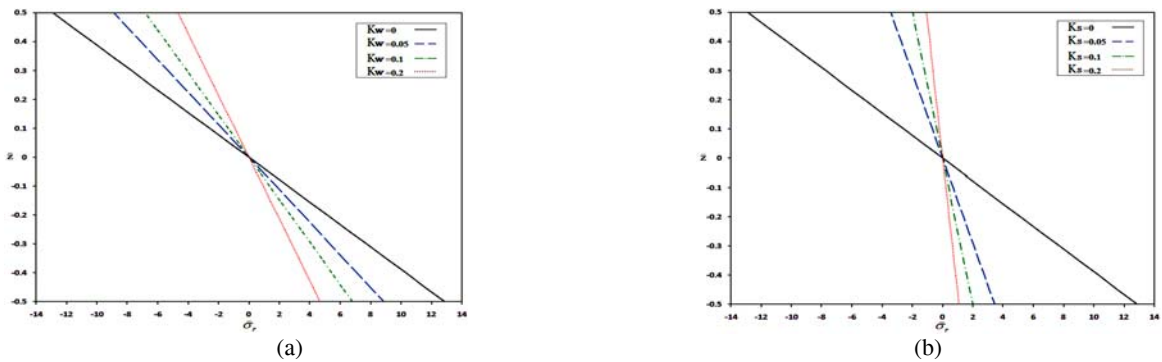 0.5
0.4
0.3
0.2
0.1
0
-0.1
-0.2
-0.3
-0.4
-0.5
z
-14 -12 -10 -8 -6 -4 -2 0 2 4 6 8 10 12 14
σ̄r
Kw=0
Kw=0.05
Kw=0.1
Kw=0.2
(a)
0.5
0.4
0.3
0.2
0.1
0
-0.1
-0.2
-0.3
-0.4
-0.5
z
-14 -12 -10 -8 -6 -4 -2 0 2 4 6 8 10 12 14
σ̄r
Ks=0
Ks=0.05
Ks=0.1
Ks=0.2
(b)